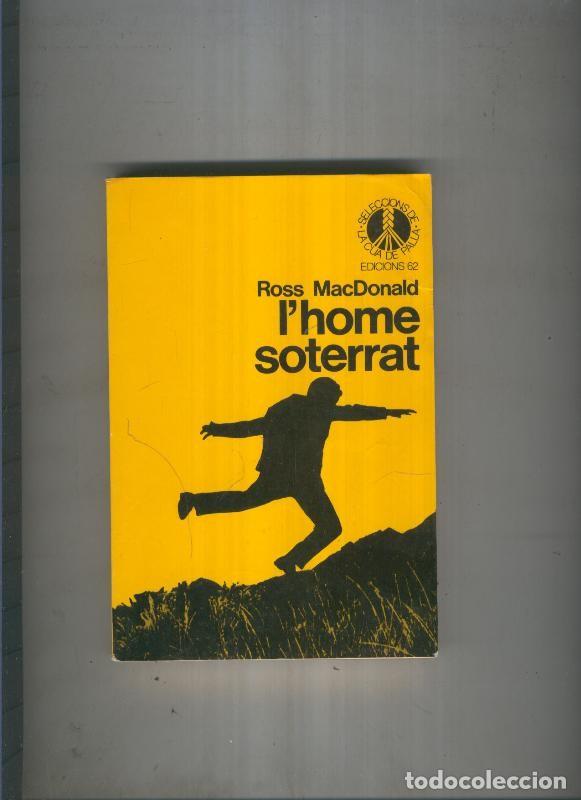 ·SELECCIONS DE·
LA CUA DE PALLA
EDICIONS 62
Ross MacDonald
l'home
soterrat
todocoleccion